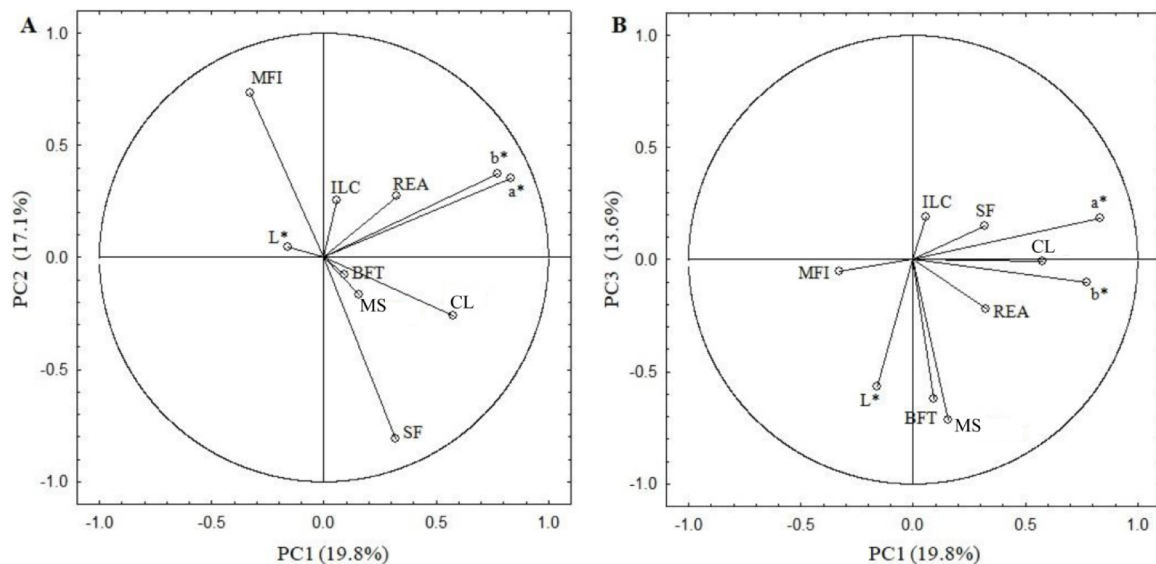 A
1.0
0.5
0.0
-0.5
-1.0
PC2 (17.1%)
MFI
b*
a*
ILC
REA
L*
BFT
MS
CL
SF
-1.0 -0.5 0.0 0.5 1.0
PC1 (19.8%)
B
1.0
0.5
0.0
-0.5
-1.0
PC3 (13.6%)
ILC
SF
a*
CL
MFI
b*
REA
L*
BFT
MS
-1.0 -0.5 0.0 0.5 1.0
PC1 (19.8%)